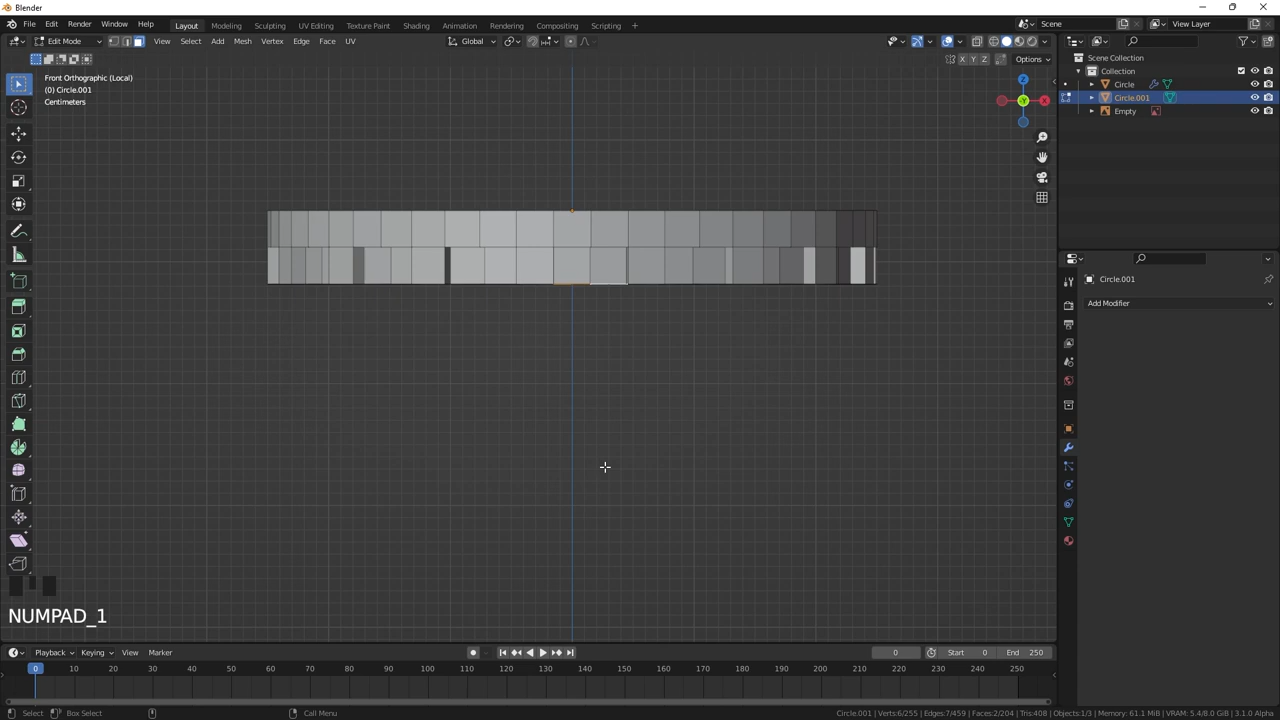 Blender
File Edit Render Window Help
Layout Modeling Sculpting UV Editing Texture Paint Shading Animation Rendering Compositing Scripting +
Scene
View Layer
Edit Mode
View Select Add Mesh Vertex Edge Face UV
Global
X Y Z Options
Front Orthographic (Local)
(0) Circle.001
Centimeters
Z
Y
X
Scene Collection
Collection
Circle
Circle.001
Empty
Circle.001
Add Modifier
NUMPAD_1
Playback Keying View Marker
0 Start 0 End 250
0 10 20 30 40 50 60 70 80 90 100 110 120 130 140 150 160 170 180 190 200 210 220 230 240 250
Select Box Select Call Menu
Circle.001 | Verts:6/255 | Edges:7/459 | Faces:2/204 | Tris:408 | Objects:1/3 | Memory: 61.1 MiB | VRAM: 5.4/8.0 GiB | 3.1.0 Alpha